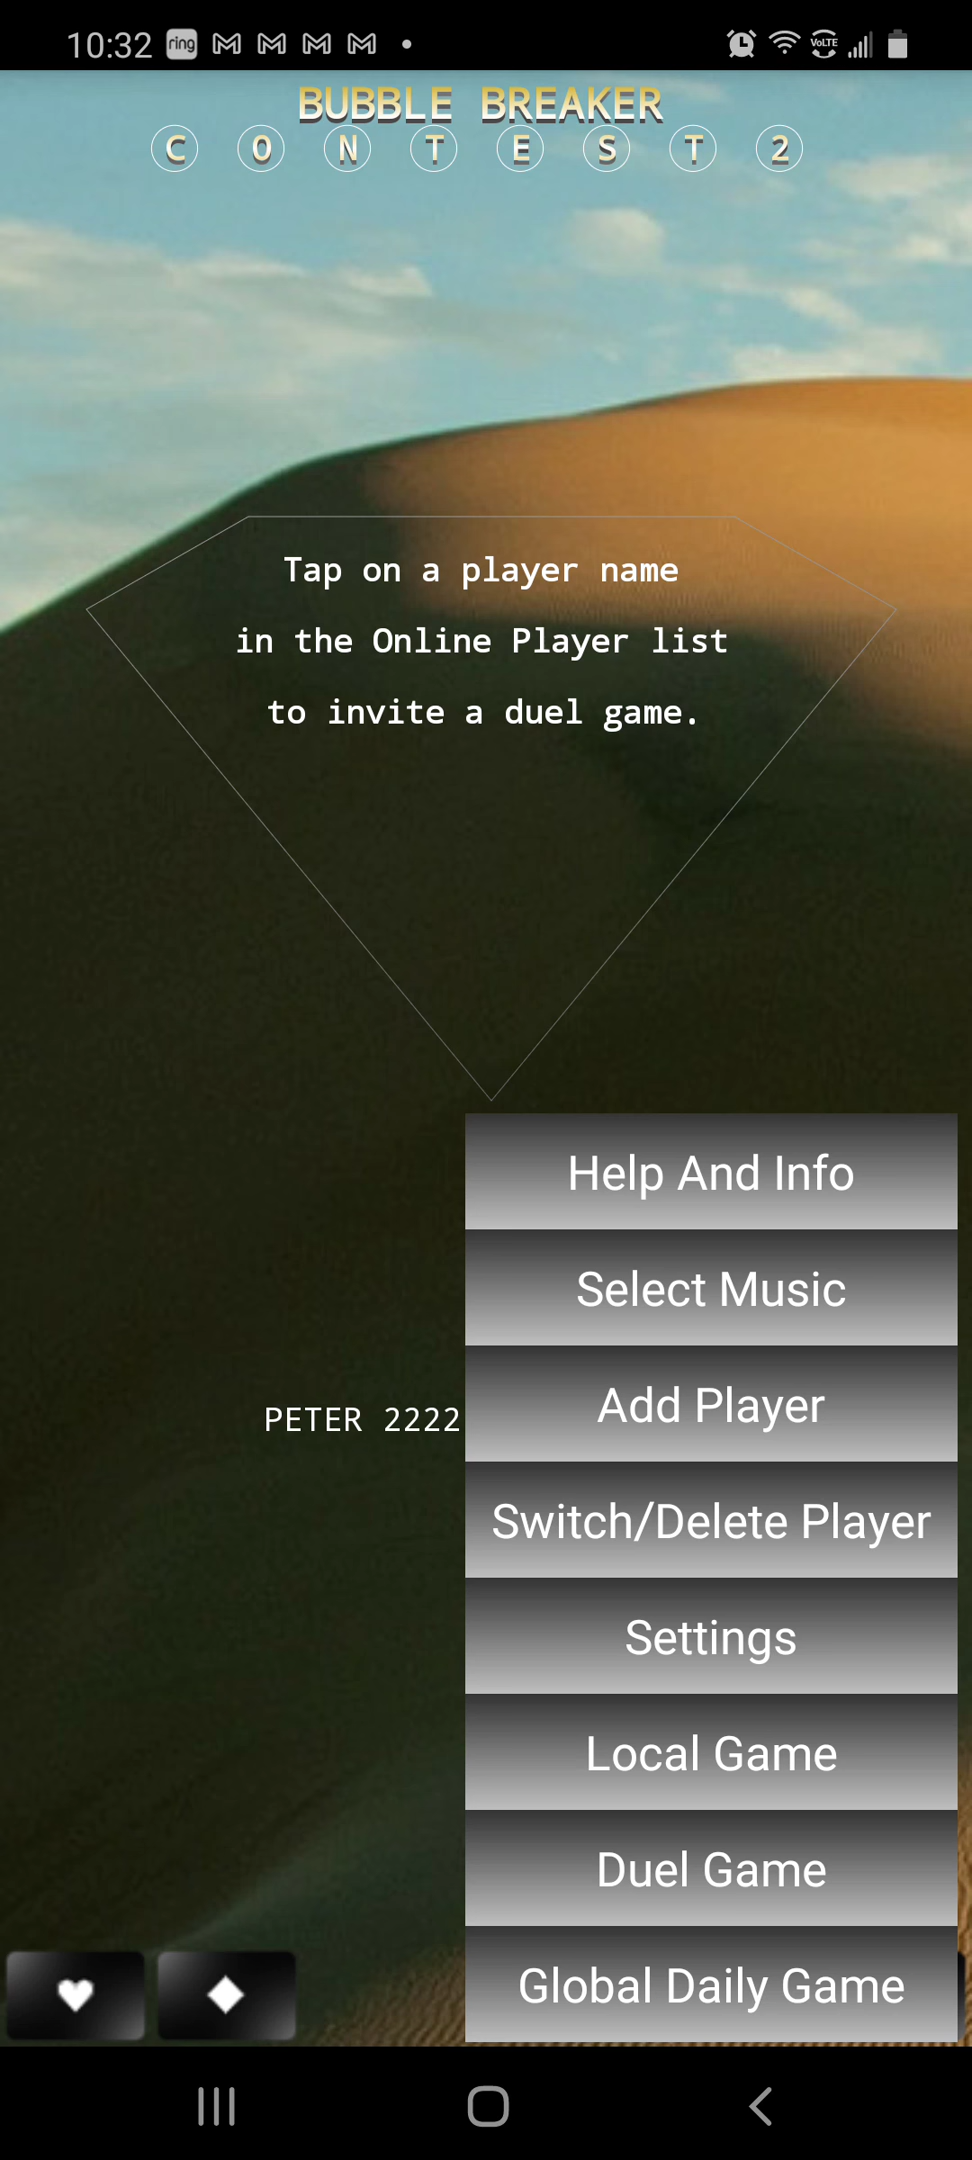 10:32 ring VoLTE
BUBBLE BREAKER
C O N T E S T 2
Tap on a player name
in the Online Player list
to invite a duel game.
Help And Info
Select Music
Add Player
PETER 2222
Switch/Delete Player
Settings
Local Game
Duel Game
Global Daily Game